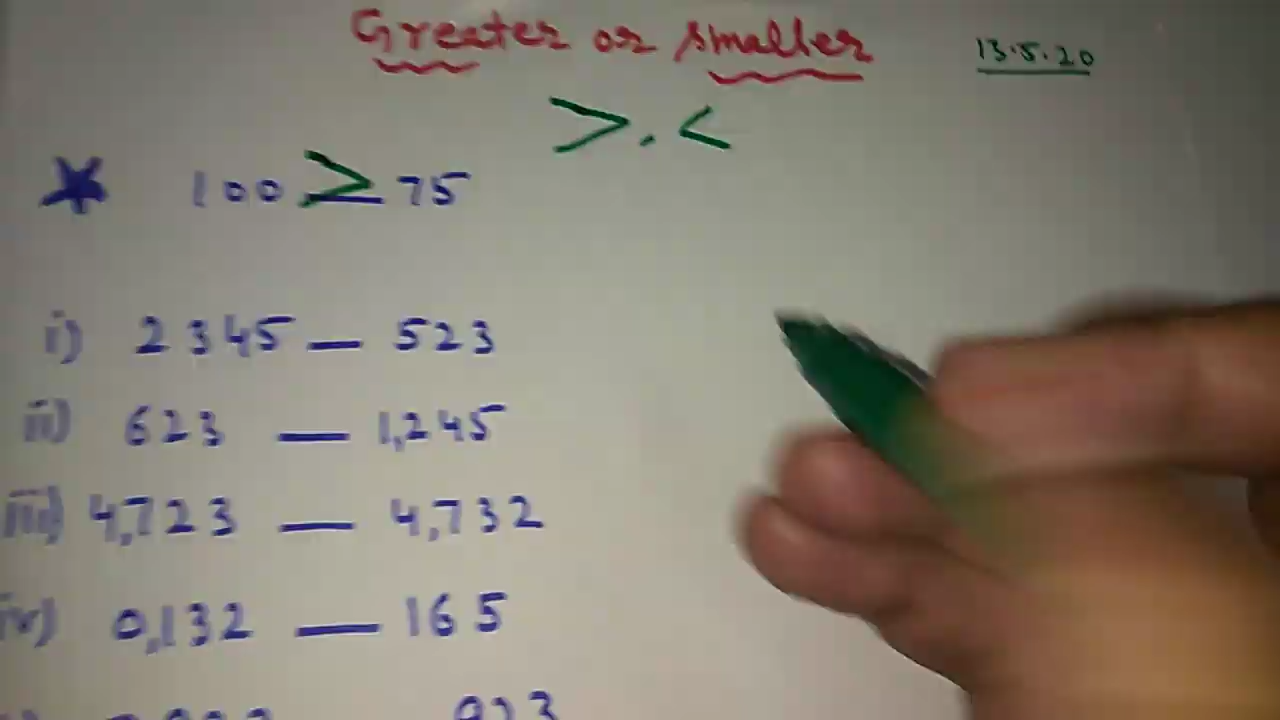 Greater or smaller
13.5.20
> . <
* 100 > 75
i) 2345 — 523
ii) 623 — 1,245
iii) 4,723 — 4,732
iv) 0,132 — 165
923